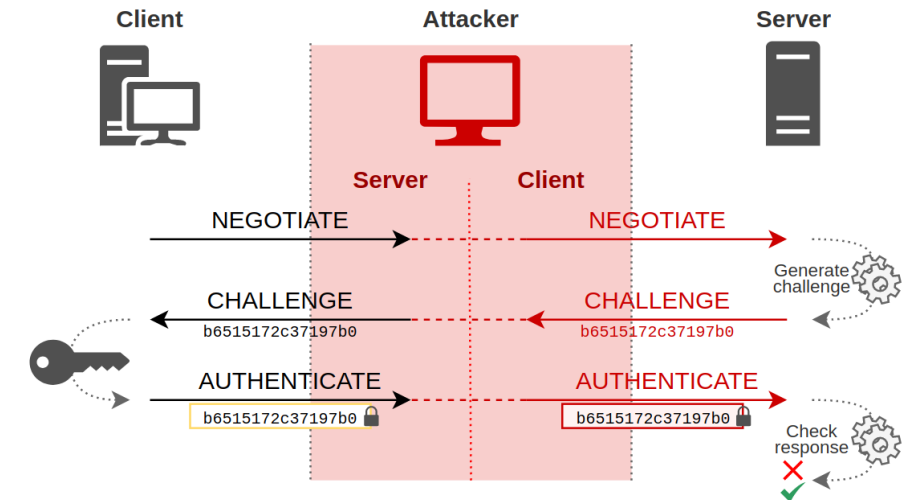 Client
Attacker
Server
Server
Client
NEGOTIATE
NEGOTIATE
Generate
challenge
CHALLENGE
CHALLENGE
b6515172c37197b0
b6515172c37197b0
AUTHENTICATE
AUTHENTICATE
b6515172c37197b0
b6515172c37197b0
Check
response